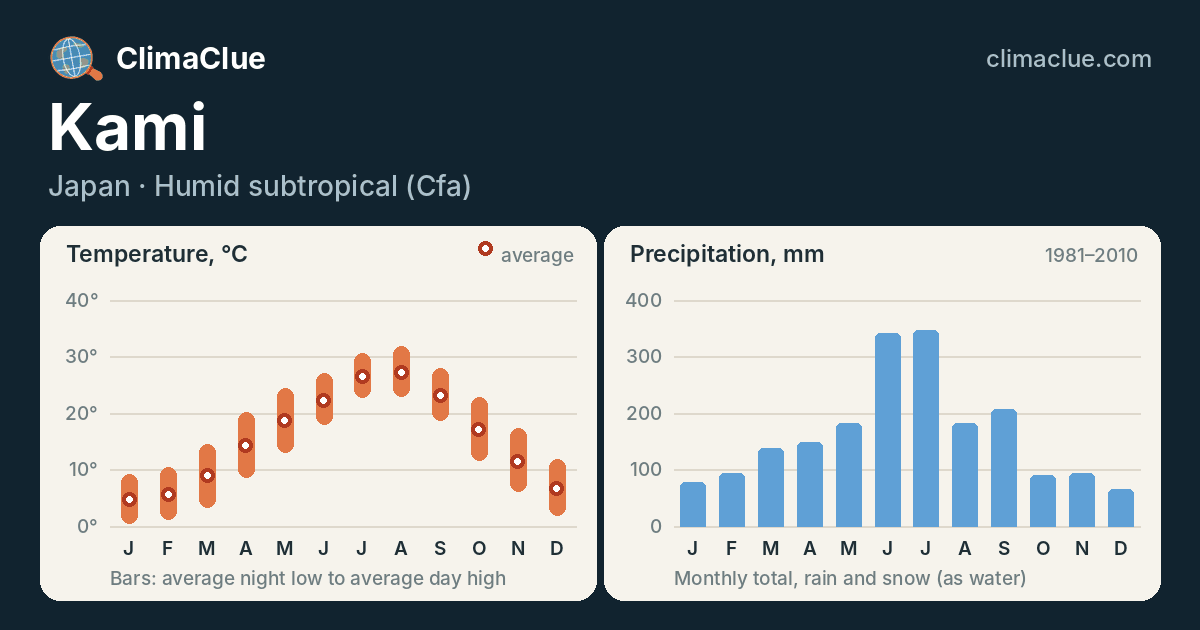 ClimaClue
climaclue.com
Kami
Japan · Humid subtropical (Cfa)
Temperature, °C
average
40°
30°
20°
10°
0°
J F M A M J J A S O N D
Bars: average night low to average day high
Precipitation, mm
1981–2010
400
300
200
100
0
J F M A M J J A S O N D
Monthly total, rain and snow (as water)